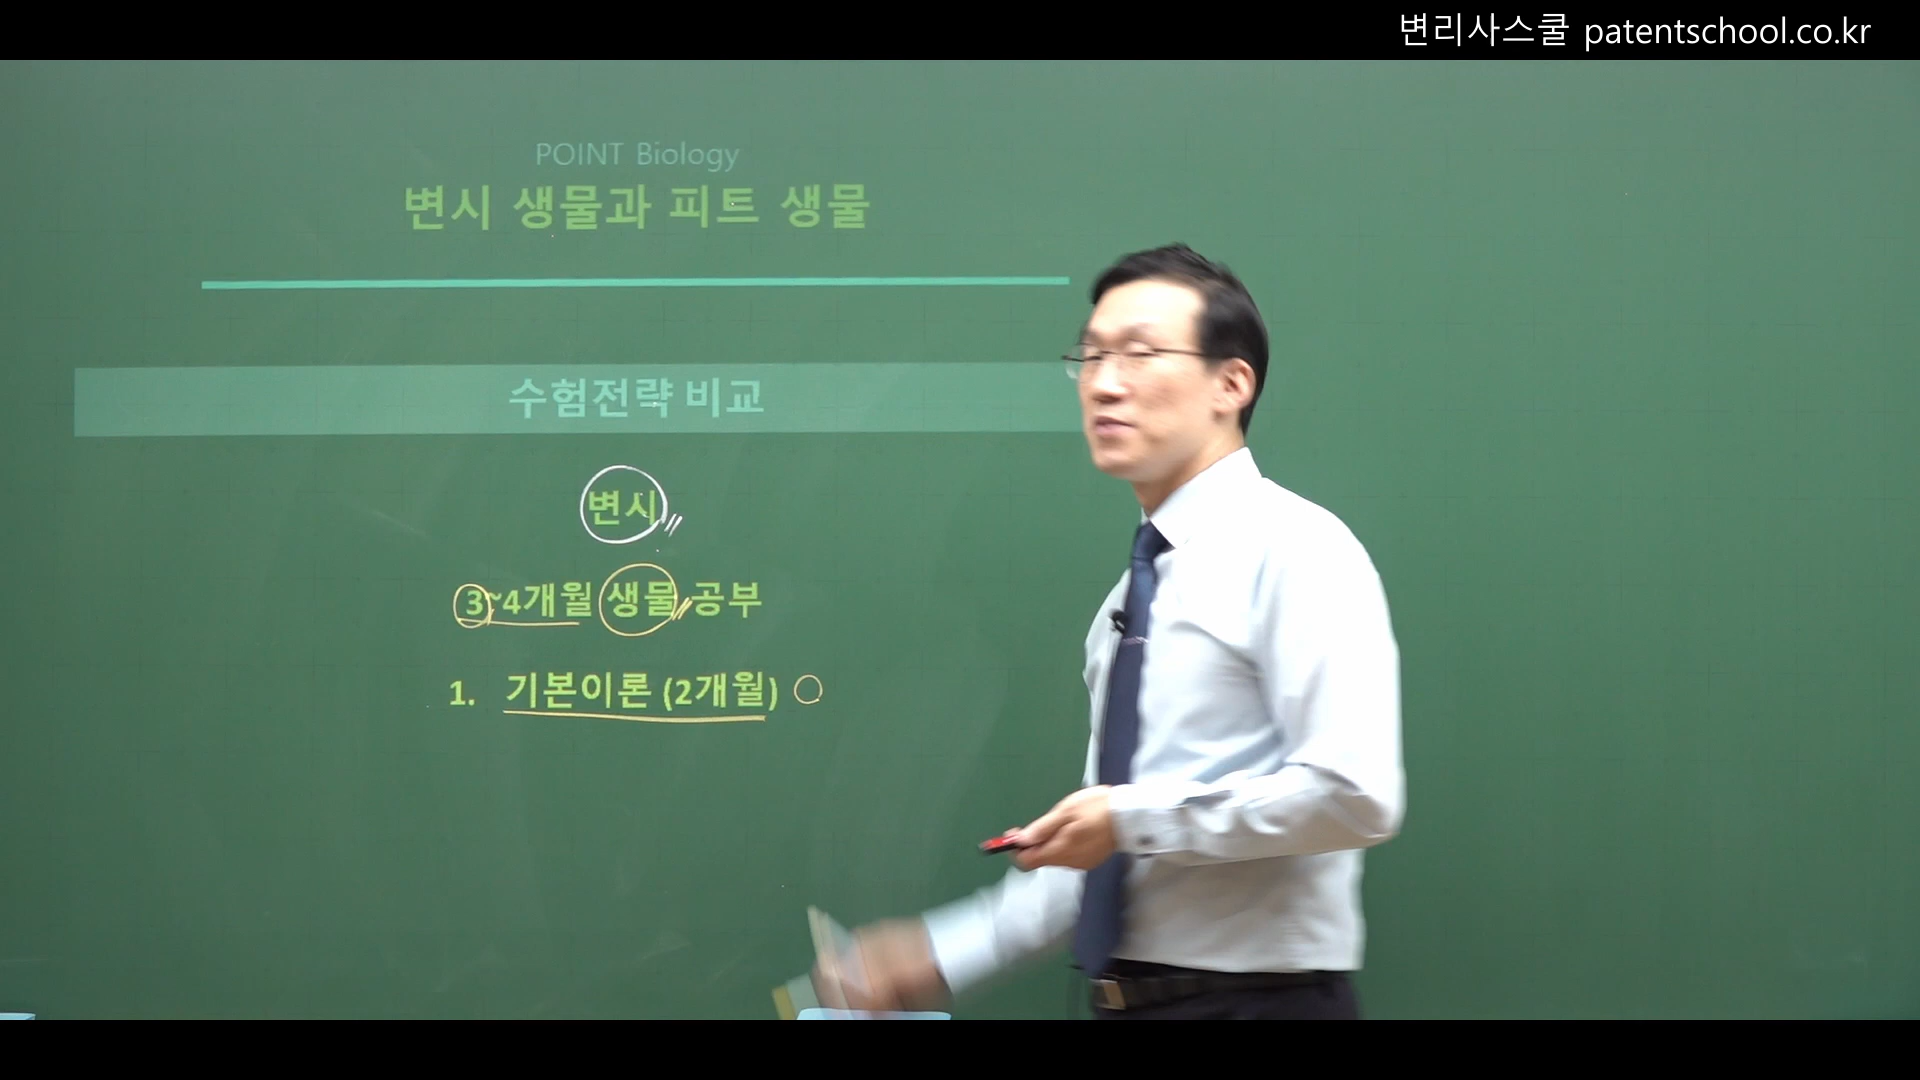 변리사스쿨 patentschool.co.kr
POINT Biology
변시 생물과 피트 생물
수험전략 비교
변시
3~4개월 생물 공부
1. 기본이론 (2개월)